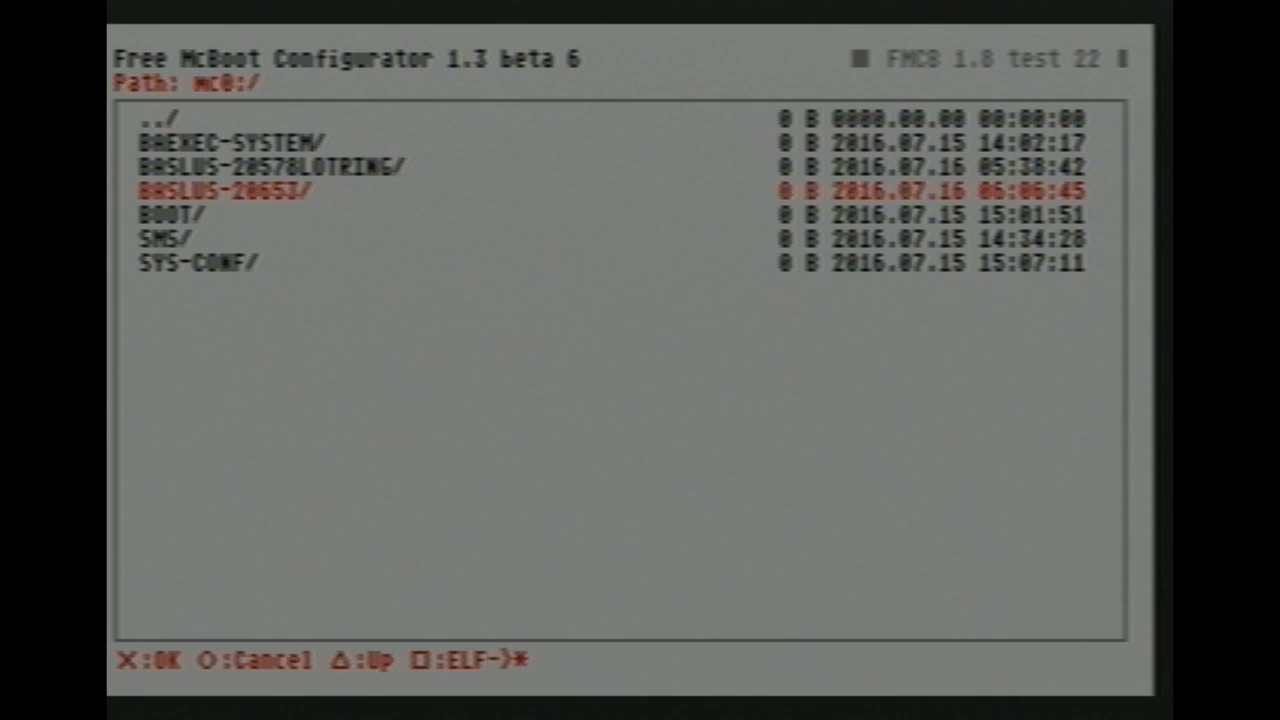 Free McBoot Configurator 1.3 beta 6 FMCB 1.8 test 22
Path: mc0:/
../ 0 B 0000.00.00 00:00:00
BAEXEC-SYSTEM/ 0 B 2016.07.15 14:02:17
BASLUS-20578LOTRING/ 0 B 2016.07.16 05:38:42
BASLUS-20653/ 0 B 2016.07.16 06:06:45
BOOT/ 0 B 2016.07.15 15:01:51
SMS/ 0 B 2016.07.15 14:34:28
SYS-CONF/ 0 B 2016.07.15 15:07:11
X:OK O:Cancel △:Up □:ELF->*